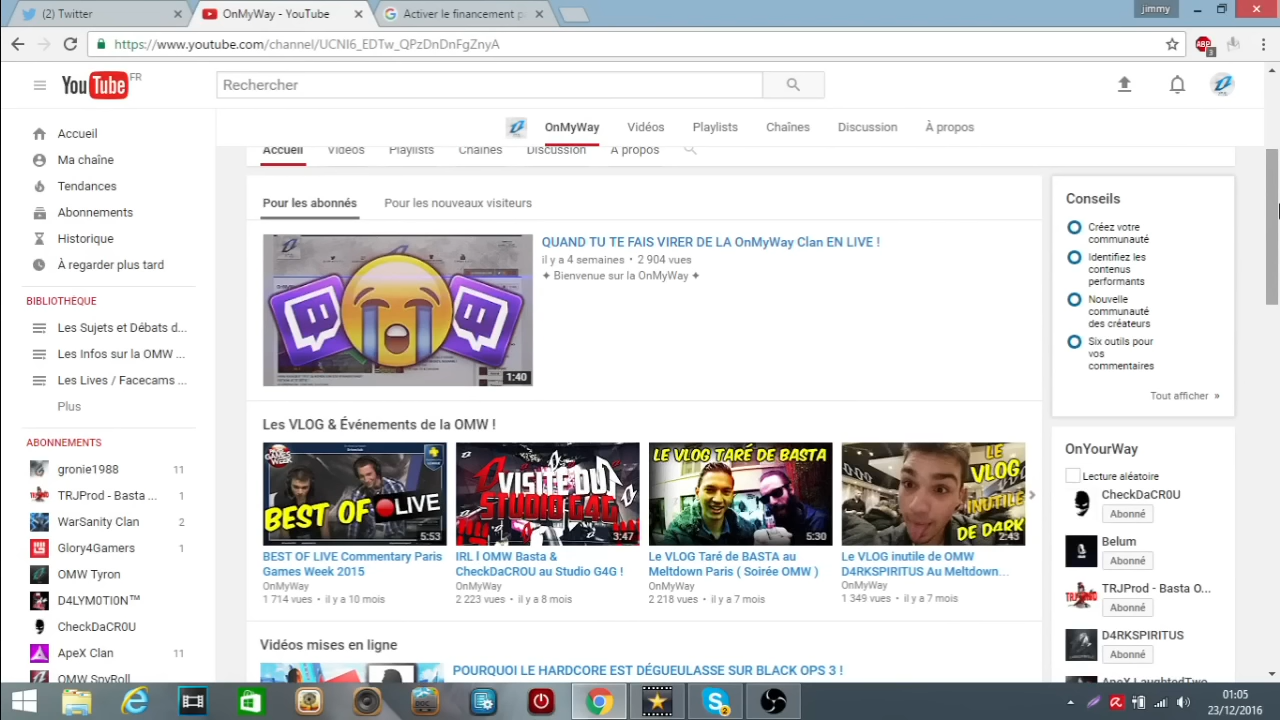 (2) Twitter
OnMyWay - YouTube
Activer le financement p
jimmy
https://www.youtube.com/channel/UCNI6_EDTw_QPzDnDnFgZnyA
ABP
3
YouTube FR
Rechercher
OnMyWay
Vidéos
Playlists
Chaînes
Discussion
À propos
Accueil
Vidéos
Playlists
Chaînes
Discussion
À propos
Accueil
Ma chaîne
Tendances
Abonnements
Historique
À regarder plus tard
BIBLIOTHÈQUE
Les Sujets et Débats d...
Les Infos sur la OMW ...
Les Lives / Facecams ...
Plus
ABONNEMENTS
gronie1988 11
TRJProd - Basta ... 1
WarSanity Clan 2
Glory4Gamers 1
OMW Tyron
D4LYM0TI0N™
CheckDaCR0U
ApeX Clan 11
OMW SpyRoll
Pour les abonnés
Pour les nouveaux visiteurs
QUAND TU TE FAIS VIRER DE LA OnMyWay Clan EN LIVE !
il y a 4 semaines • 2 904 vues
✦ Bienvenue sur la OnMyWay ✦
1:40
Les VLOG & Événements de la OMW !
BEST OF LIVE
5:53
BEST OF LIVE Commentary Paris
Games Week 2015
OnMyWay
1 714 vues • il y a 10 mois
VISITE DU
STUDIO G4G
3:47
IRL l OMW Basta &
CheckDaCROU au Studio G4G !
OnMyWay
2 223 vues • il y a 8 mois
LE VLOG TARÉ DE BASTA
5:30
Le VLOG Taré de BASTA au
Meltdown Paris ( Soirée OMW )
OnMyWay
2 218 vues • il y a 7 mois
LE
VLOG
INUTILE
DE D4RK
2:43
Le VLOG inutile de OMW
D4RKSPIRITUS Au Meltdown...
OnMyWay
1 349 vues • il y a 7 mois
Vidéos mises en ligne
POURQUOI LE HARDCORE EST DÉGUEULASSE SUR BLACK OPS 3 !
Conseils
Créez votre
communauté
Identifiez les
contenus
performants
Nouvelle
communauté
des créateurs
Six outils pour
vos
commentaires
Tout afficher »
OnYourWay
Lecture aléatoire
CheckDaCR0U
Abonné
Belum
Abonné
TRJProd - Basta O...
Abonné
D4RKSPIRITUS
Abonné
ApeX LaughtedTwo
01:05
23/12/2016